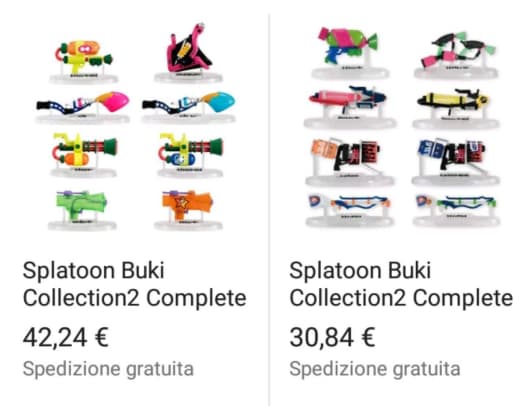 Splatoon Buki
Collection2 Complete
42,24 €
Spedizione gratuita
Splatoon Buki
Collection2 Complete
30,84 €
Spedizione gratuita